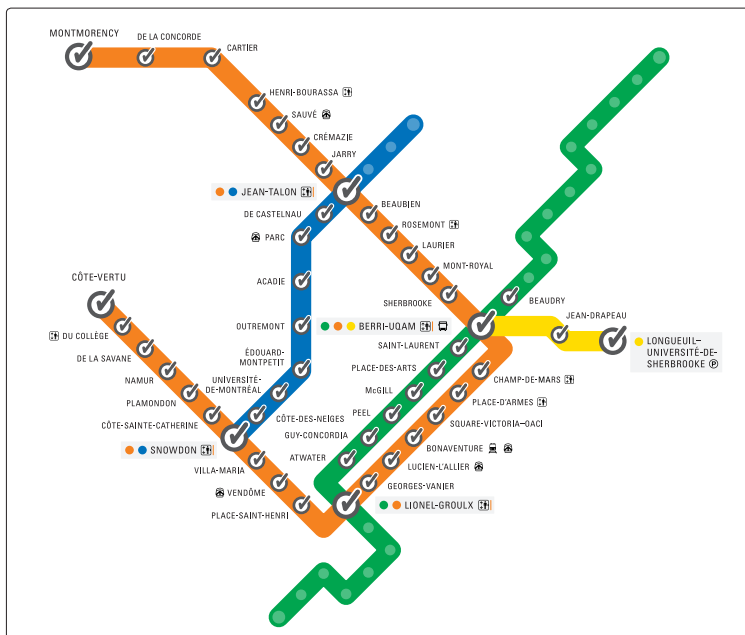 MONTMORENCY
DE LA CONCORDE
CARTIER
HENRI-BOURASSA
SAUVÉ
CRÉMAZIE
JARRY
JEAN-TALON
BEAUBIEN
DE CASTELNAU
ROSEMONT
PARC
LAURIER
MONT-ROYAL
CÔTE-VERTU
ACADIE
SHERBROOKE
BEAUDRY
JEAN-DRAPEAU
OUTREMONT
BERRI-UQAM
DU COLLÈGE
SAINT-LAURENT
LONGUEUIL–
UNIVERSITÉ-DE-
SHERBROOKE P
DE LA SAVANE
ÉDOUARD-
MONTPETIT
PLACE-DES-ARTS
CHAMP-DE-MARS
NAMUR
UNIVERSITÉ-
DE-MONTRÉAL
McGILL
PLACE-D'ARMES
PLAMONDON
CÔTE-DES-NEIGES
PEEL
SQUARE-VICTORIA–OACI
CÔTE-SAINTE-CATHERINE
GUY-CONCORDIA
SNOWDON
BONAVENTURE
ATWATER
VILLA-MARIA
LUCIEN-L'ALLIER
VENDÔME
GEORGES-VANIER
PLACE-SAINT-HENRI
LIONEL-GROULX